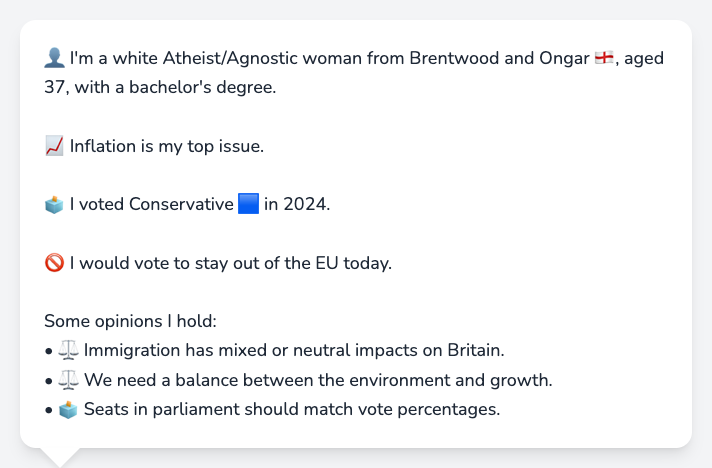 👤 I'm a white Atheist/Agnostic woman from Brentwood and Ongar 🏴󠁧󠁢󠁥󠁮󠁧󠁿, aged
37, with a bachelor's degree.
📈 Inflation is my top issue.
🗳️ I voted Conservative 🟦 in 2024.
🚫 I would vote to stay out of the EU today.
Some opinions I hold:
• ⚖️ Immigration has mixed or neutral impacts on Britain.
• ⚖️ We need a balance between the environment and growth.
• 🗳️ Seats in parliament should match vote percentages.